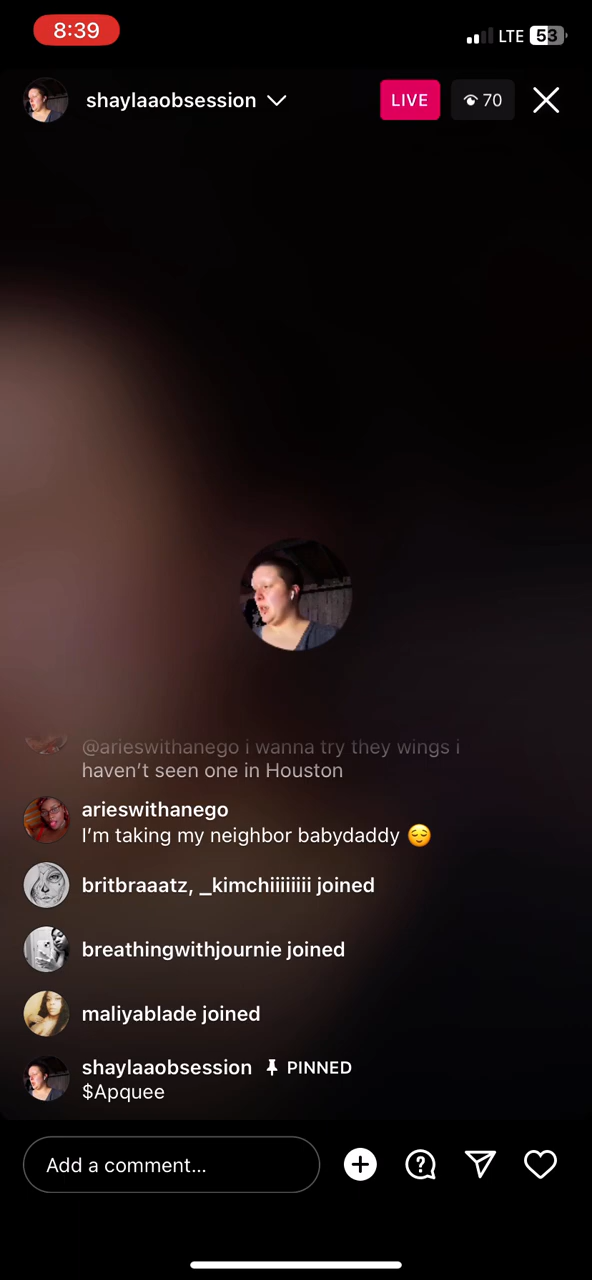 8:39
LTE 53
shaylaaobsession
LIVE
70
@arieswithanego i wanna try they wings i
haven’t seen one in Houston
arieswithanego
I’m taking my neighbor babydaddy 😌
britbraaatz, _kimchiiiiiiii joined
breathingwithjournie joined
maliyablade joined
shaylaaobsession PINNED
$Apquee
Add a comment...